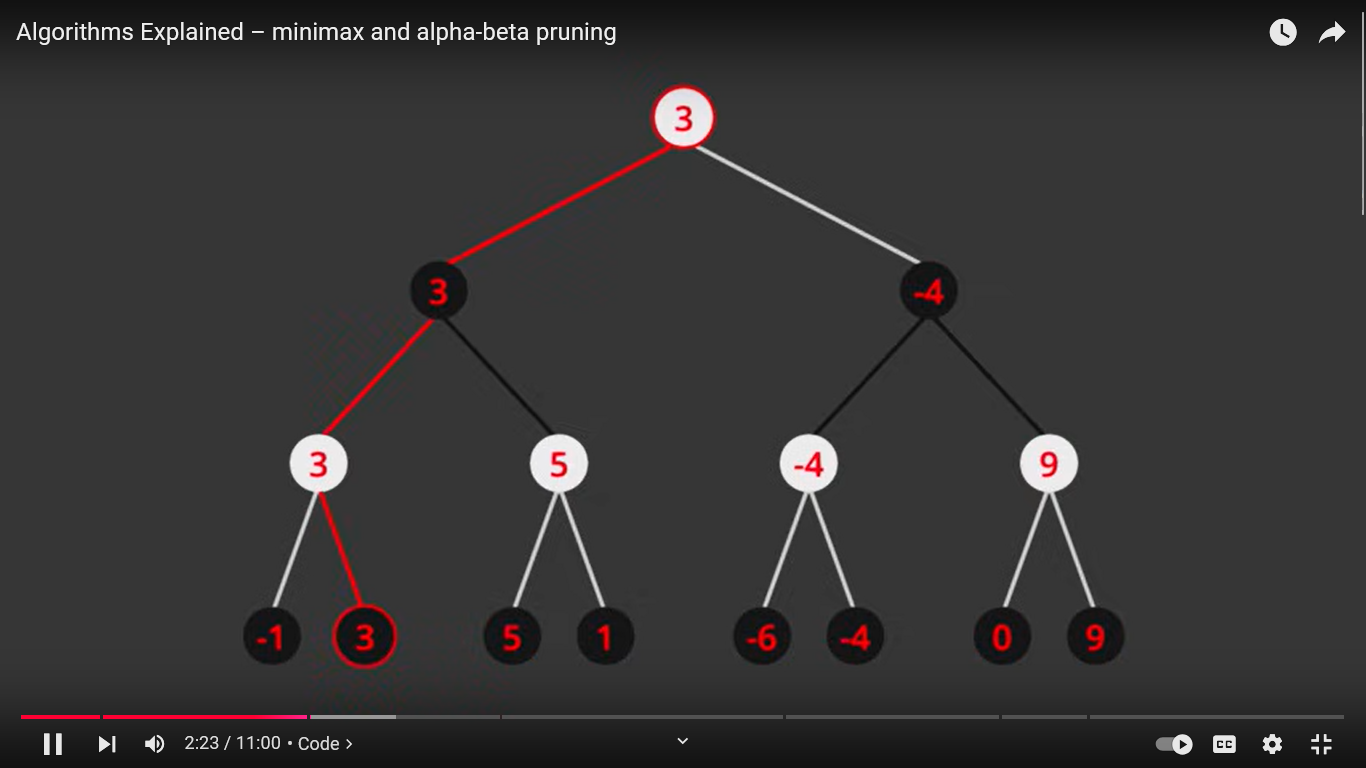 Algorithms Explained – minimax and alpha-beta pruning
3
3 -4
3 5 -4 9
-1 3 5 1 -6 -4 0 9
2:23 / 11:00 • Code >
CC